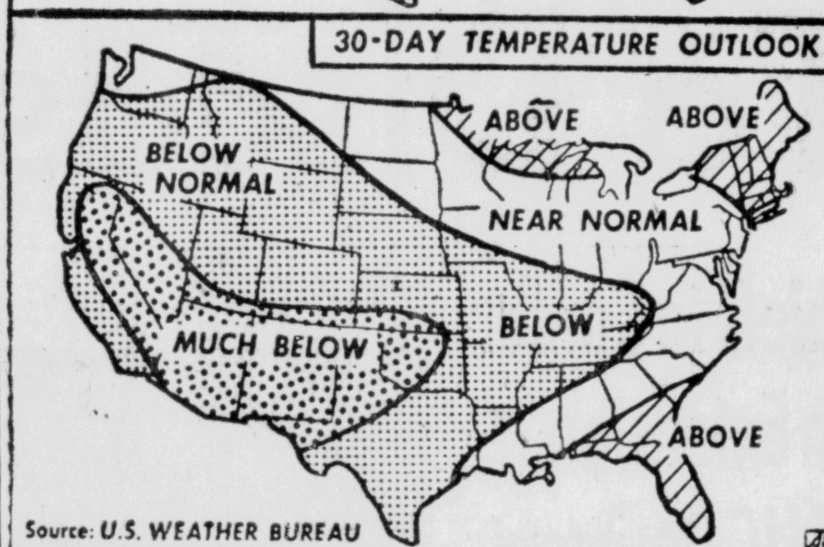 30-DAY TEMPERATURE OUTLOOK
ABOVE
ABOVE
BELOW
NORMAL
NEAR NORMAL
BELOW
MUCH BELOW
ABOVE
Source: U.S. WEATHER BUREAU